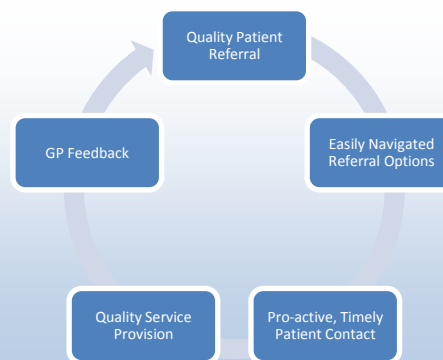 Quality Patient
Referral
Easily Navigated
Referral Options
Pro-active, Timely
Patient Contact
Quality Service
Provision
GP Feedback